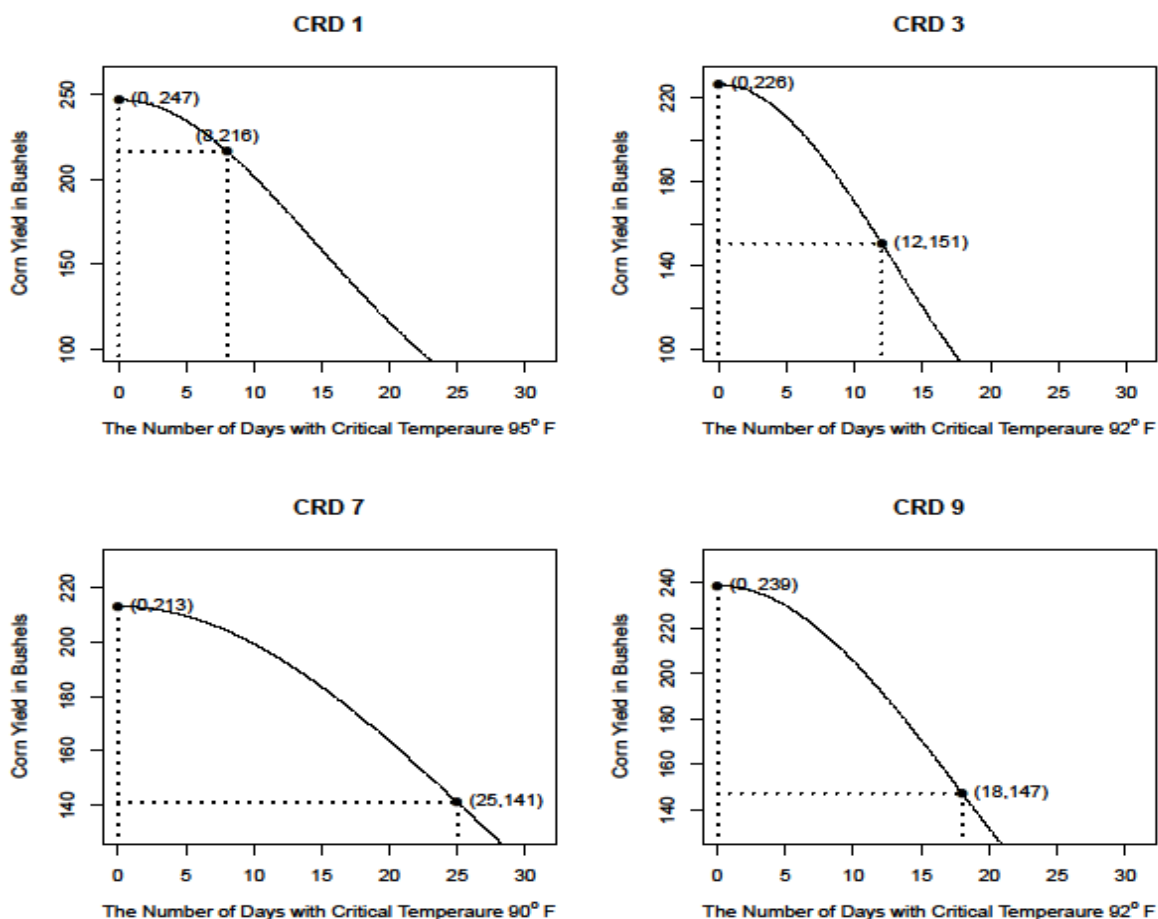 CRD 1
250
200
150
100
Corn Yield in Bushels
(0, 247)
(8,216)
0 5 10 15 20 25 30
The Number of Days with Critical Temperaure 95° F
CRD 3
220
180
140
100
Corn Yield in Bushels
(0,226)
(12,151)
0 5 10 15 20 25 30
The Number of Days with Critical Temperaure 92° F
CRD 7
220
200
180
160
140
Corn Yield in Bushels
(0,213)
(25,141)
0 5 10 15 20 25 30
The Number of Days with Critical Temperaure 90° F
CRD 9
240
220
200
180
160
140
Corn Yield in Bushels
(0, 239)
(18,147)
0 5 10 15 20 25 30
The Number of Days with Critical Temperaure 92° F